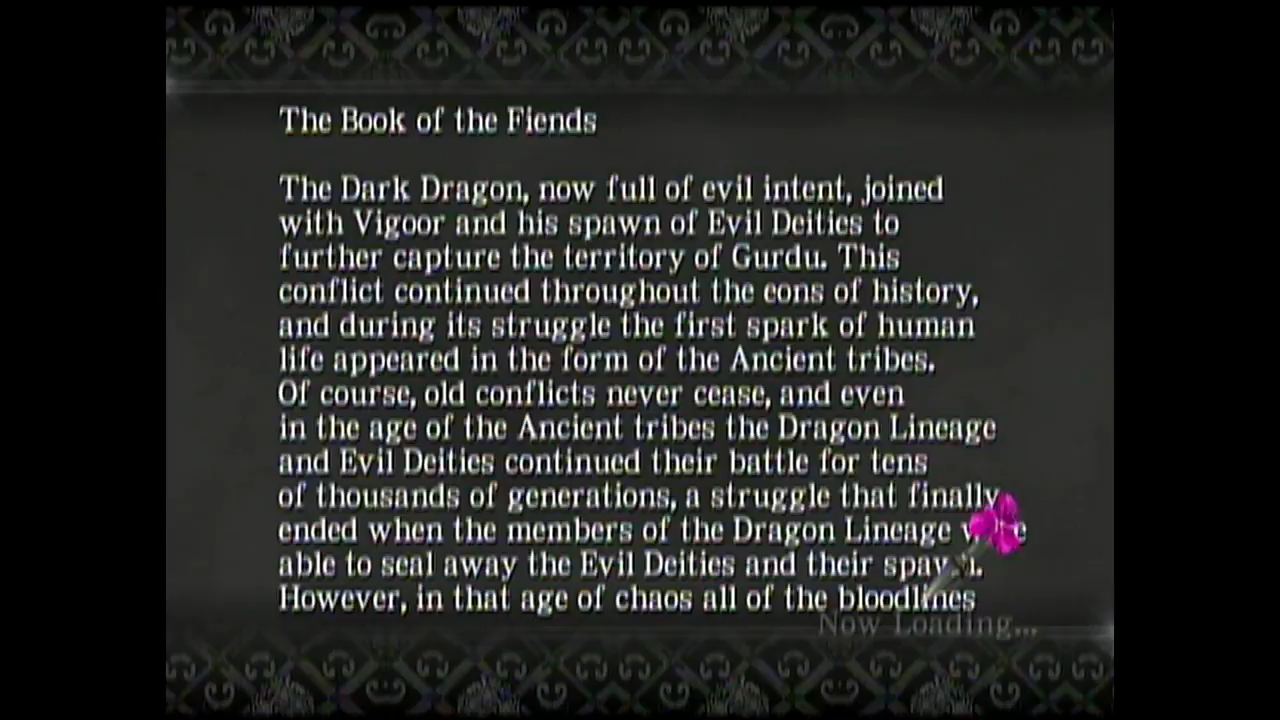 The Book of the Fiends
The Dark Dragon, now full of evil intent, joined
with Vigoor and his spawn of Evil Deities to
further capture the territory of Gurdu. This
conflict continued throughout the eons of history,
and during its struggle the first spark of human
life appeared in the form of the Ancient tribes.
Of course, old conflicts never cease, and even
in the age of the Ancient tribes the Dragon Lineage
and Evil Deities continued their battle for tens
of thousands of generations, a struggle that finally
ended when the members of the Dragon Lineage
able to seal away the Evil Deities and their spawn.
However, in that age of chaos all of the bloodlines
Now Loading...